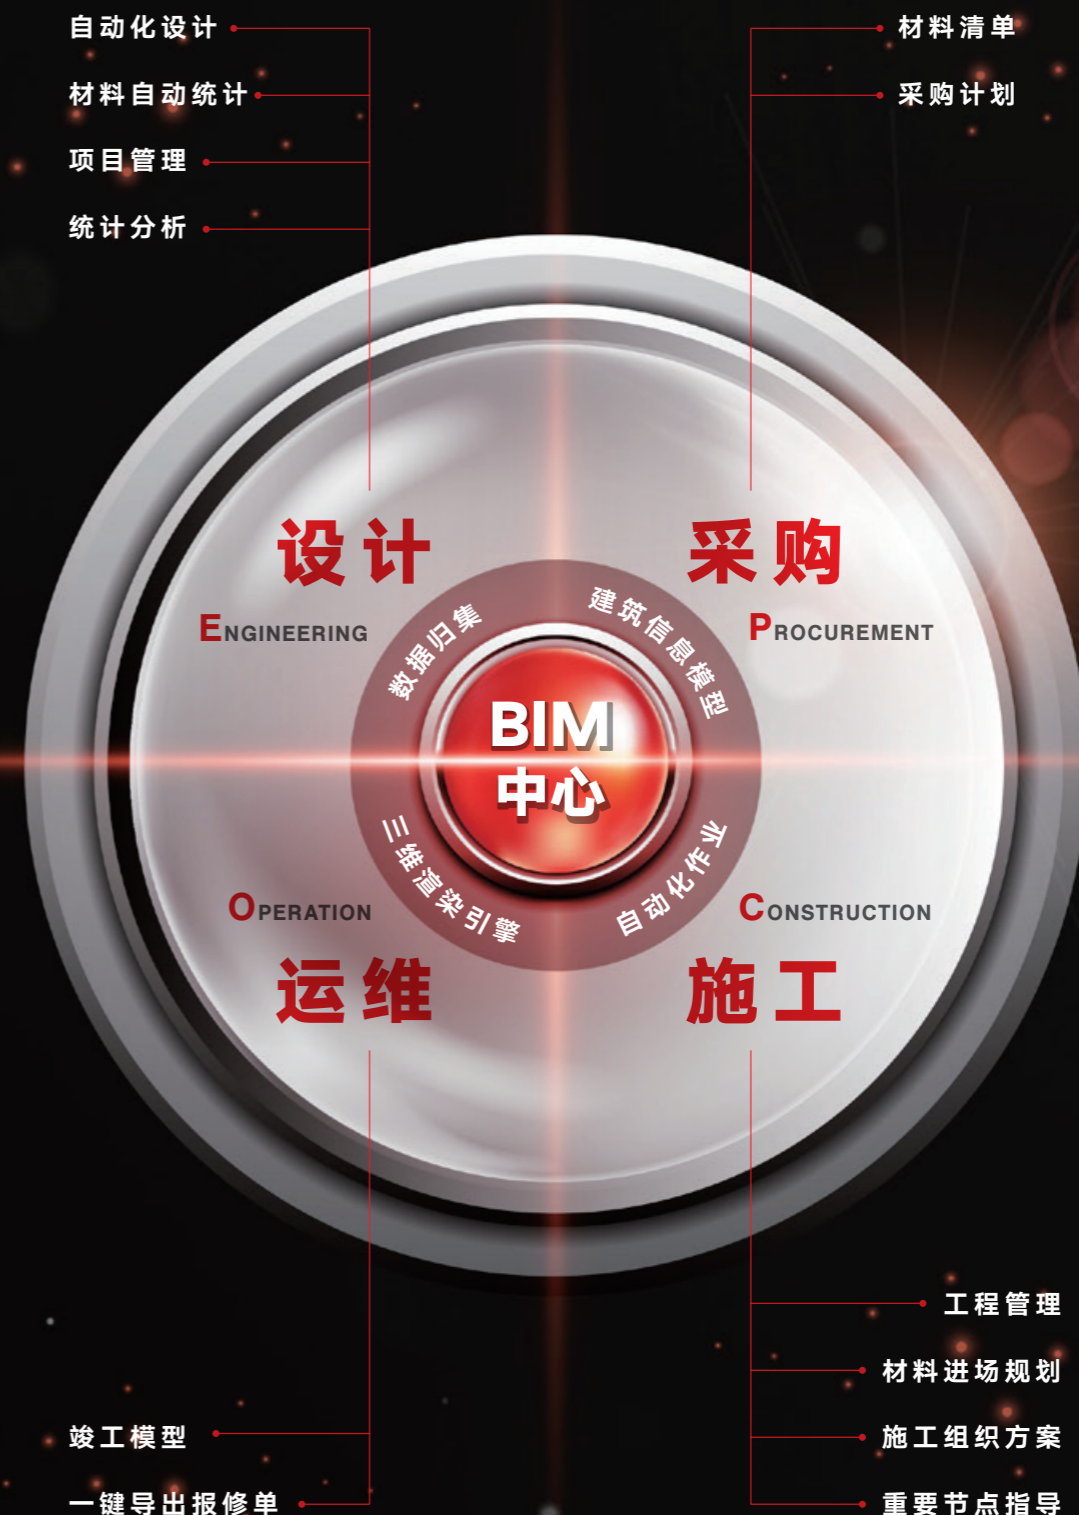 自动化设计
材料自动统计
项目管理
统计分析
材料清单
采购计划
设计
ENGINEERING
采购
PROCUREMENT
数据归集
建筑信息模型
BIM
中心
三维渲染引擎
自动化作业
OPERATION
运维
CONSTRUCTION
施工
竣工模型
一键导出报修单
工程管理
材料进场规划
施工组织方案
重要节点指导